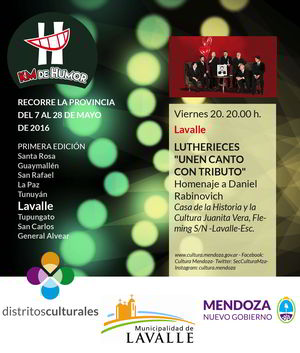 KM DE HUMOR
RECORRE LA PROVINCIA
DEL 7 AL 28 DE MAYO
DE 2016
PRIMERA EDICIÓN
Santa Rosa
Guaymallén
San Rafael
La Paz
Tunuyán
Lavalle
Tupungato
San Carlos
General Alvear
Viernes 20. 20.00 h.
Lavalle
LUTHERIECES
"UNEN CANTO
CON TRIBUTO"
Homenaje a Daniel
Rabinovich
Casa de la Historia y la
Cultura Juanita Vera, Fle-
ming S/N -Lavalle-Esc.
www.cultura.mendoza.gov.ar - Facebook:
Cultura Mendoza- Twitter: SecCulturaMza-
Instagram: cultura.mendoza
distritosculturales
Municipalidad de
LAVALLE
MENDOZA
NUEVO GOBIERNO